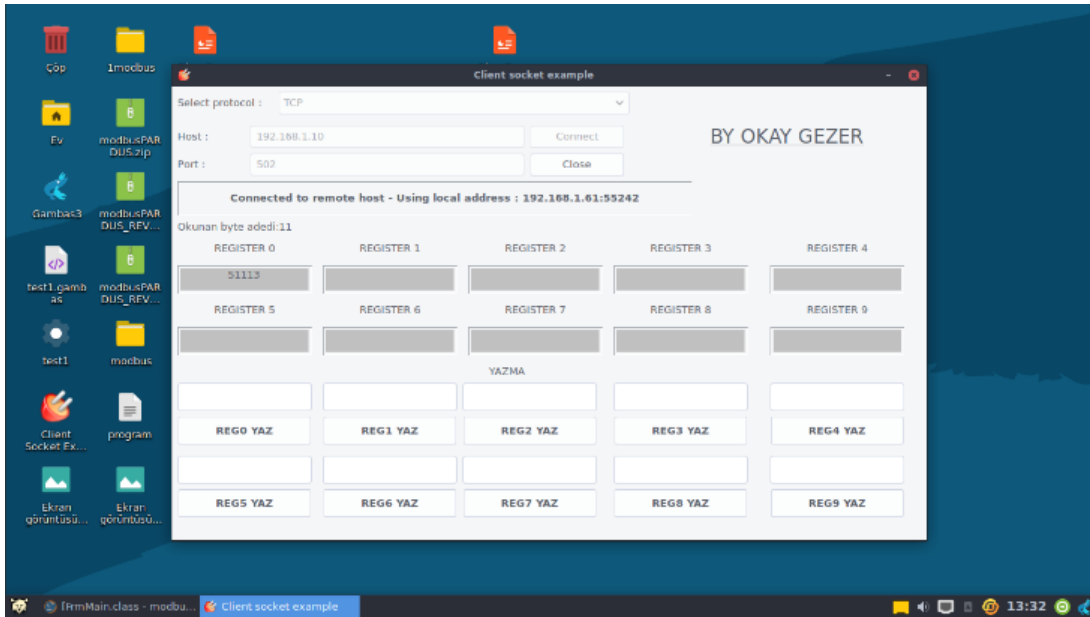 Client socket example
Çöp
1modbus
Select protocol : TCP
Host : 192.168.1.10 Connect
BY OKAY GEZER
Port : 502 Close
Ev
modbusPAR
DUS.zip
Connected to remote host - Using local address : 192.168.1.61:55242
Gambas3
modbusPAR
DUS_REV...
Okunan byte adedi:11
REGISTER 0 REGISTER 1 REGISTER 2 REGISTER 3 REGISTER 4
51113
test1.gamb
as
modbusPAR
DUS_REV...
REGISTER 5 REGISTER 6 REGISTER 7 REGISTER 8 REGISTER 9
test1
modbus
YAZMA
REG0 YAZ REG1 YAZ REG2 YAZ REG3 YAZ REG4 YAZ
Client
Socket Ex...
program
REG5 YAZ REG6 YAZ REG7 YAZ REG8 YAZ REG9 YAZ
Ekran
görüntüsü...
Ekran
görüntüsü...
[FrmMain.class - modbu... Client socket example 13:32